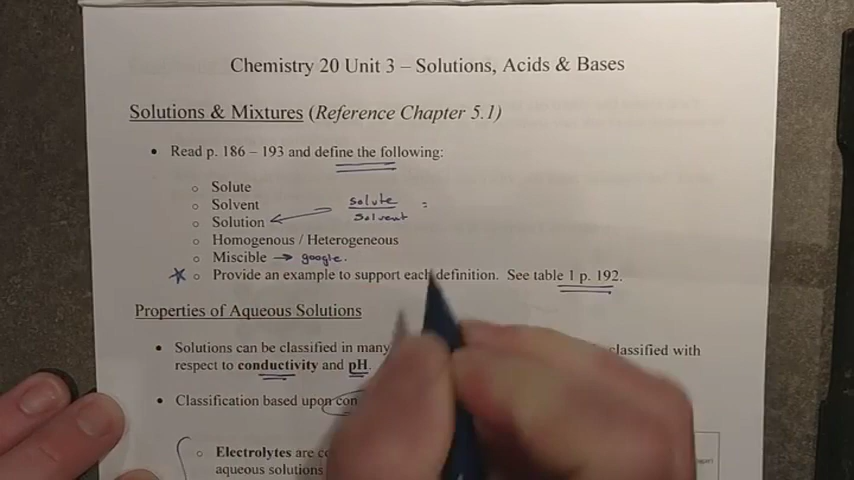 Chemistry 20 Unit 3 – Solutions, Acids & Bases
Solutions & Mixtures (Reference Chapter 5.1)
• Read p. 186 – 193 and define the following:
o Solute
o Solvent
solute
solvent =
o Solution
o Homogenous / Heterogeneous
o Miscible → google.
o Provide an example to support each definition. See table 1 p. 192.
Properties of Aqueous Solutions
• Solutions can be classified in many classified with
respect to conductivity and pH.
• Classification based upon con
o Electrolytes are
aqueous solutions